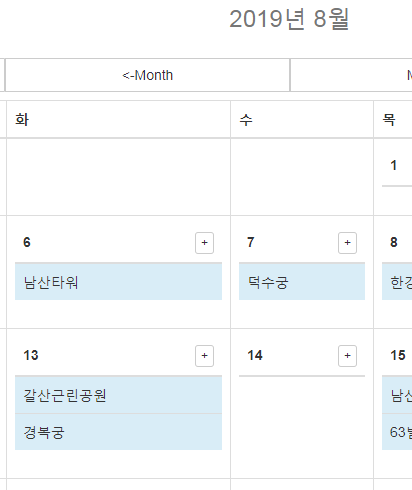 2019년 8월
<-Month
화 수 목
1
6 + 7 + 8
남산타워 덕수궁
13 + 14 + 15
갈산근린공원
경복궁